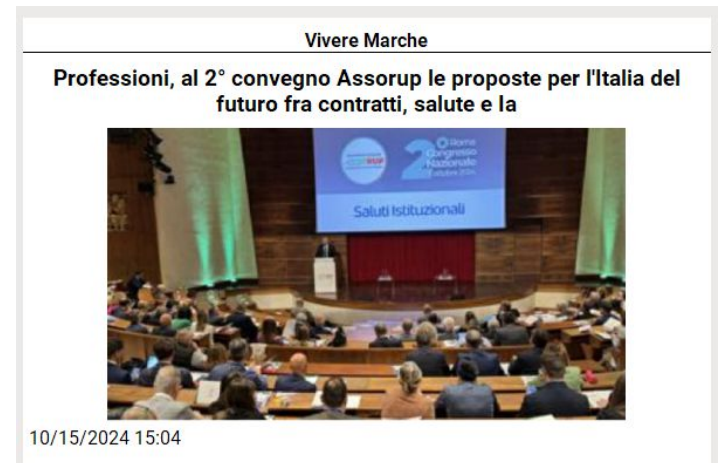 Vivere Marche
Professioni, al 2° convegno Assorup le proposte per l'Italia del
futuro fra contratti, salute e la
2° Roma
Congresso
Nazionale
Saluti Istituzionali
10/15/2024 15:04